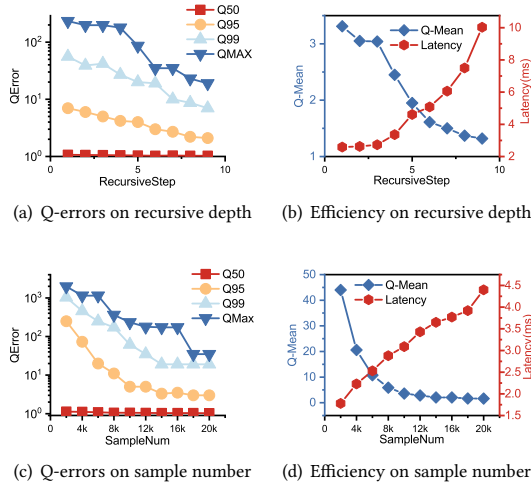 Q50
Q95
Q99
QMAX
QError
10²
10¹
10⁰
0 5 10
RecursiveStep
(a) Q-errors on recursive depth
Q-Mean
Latency
Q-Mean
3
2
1
Latency(ms)
10
8
6
4
2
0 5 10
RecursiveStep
(b) Efficiency on recursive depth
Q50
Q95
Q99
QMax
QError
10³
10²
10¹
10⁰
4k 8k 12k 16k 20k
SampleNum
(c) Q-errors on sample number
Q-Mean
Latency
Q-Mean
50
40
30
20
10
0
Latency(ms)
4.5
4.0
3.5
3.0
2.5
2.0
1.5
4k 8k 12k 16k 20k
SampleNum
(d) Efficiency on sample number